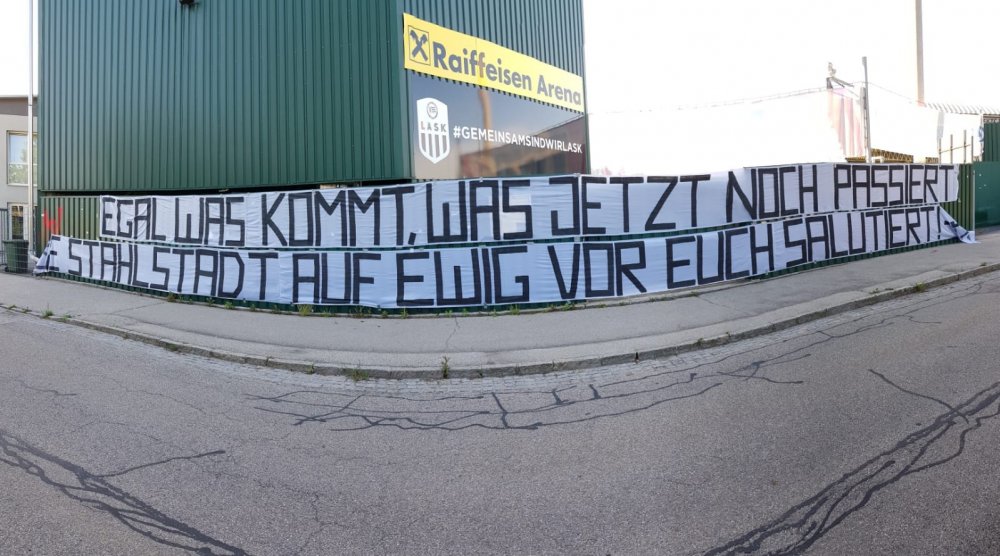 Raiffeisen Arena
LASK
#GEMEINSAMSINDWIRLASK
EGAL WAS KOMMT, WAS JETZT NOCH PASSIERT
STAHLSTADT AUF EWIG VOR EUCH SALUTIERT!